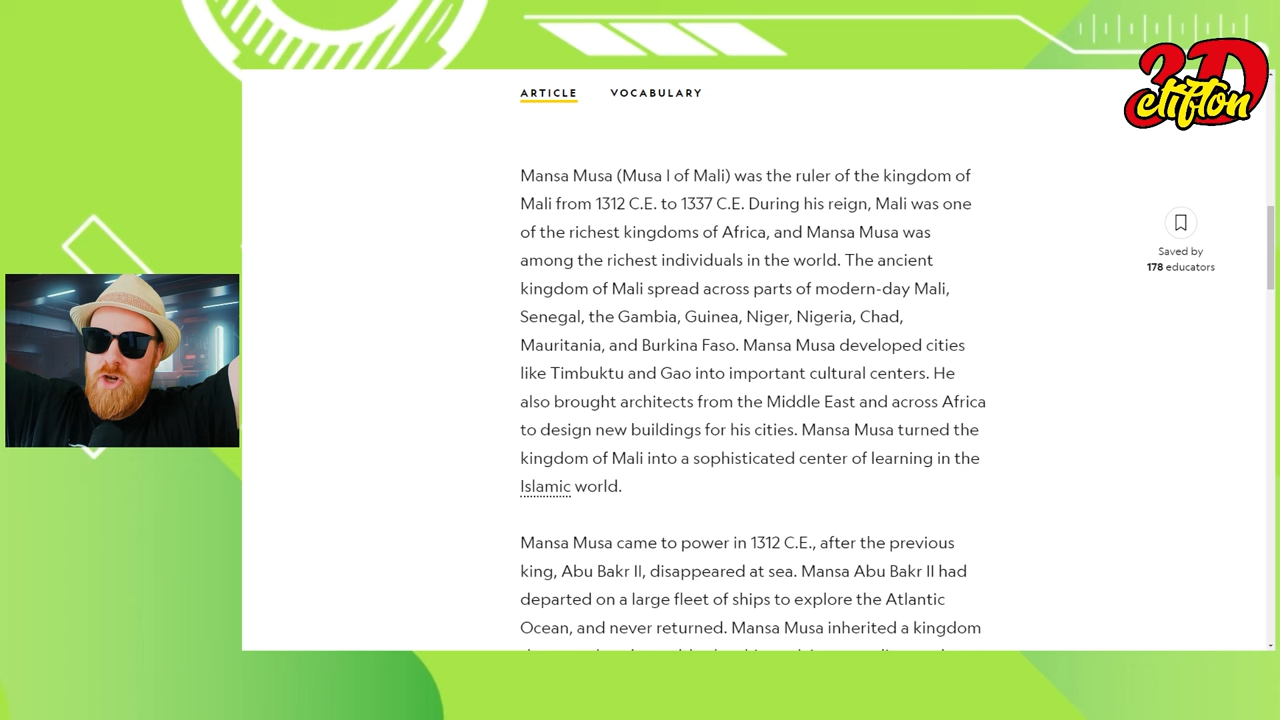 ARTICLE VOCABULARY
3D
clifton
Mansa Musa (Musa I of Mali) was the ruler of the kingdom of
Mali from 1312 C.E. to 1337 C.E. During his reign, Mali was one
of the richest kingdoms of Africa, and Mansa Musa was
among the richest individuals in the world. The ancient
kingdom of Mali spread across parts of modern-day Mali,
Senegal, the Gambia, Guinea, Niger, Nigeria, Chad,
Mauritania, and Burkina Faso. Mansa Musa developed cities
like Timbuktu and Gao into important cultural centers. He
also brought architects from the Middle East and across Africa
to design new buildings for his cities. Mansa Musa turned the
kingdom of Mali into a sophisticated center of learning in the
Islamic world.
Mansa Musa came to power in 1312 C.E., after the previous
king, Abu Bakr II, disappeared at sea. Mansa Abu Bakr II had
departed on a large fleet of ships to explore the Atlantic
Ocean, and never returned. Mansa Musa inherited a kingdom
Saved by
178 educators